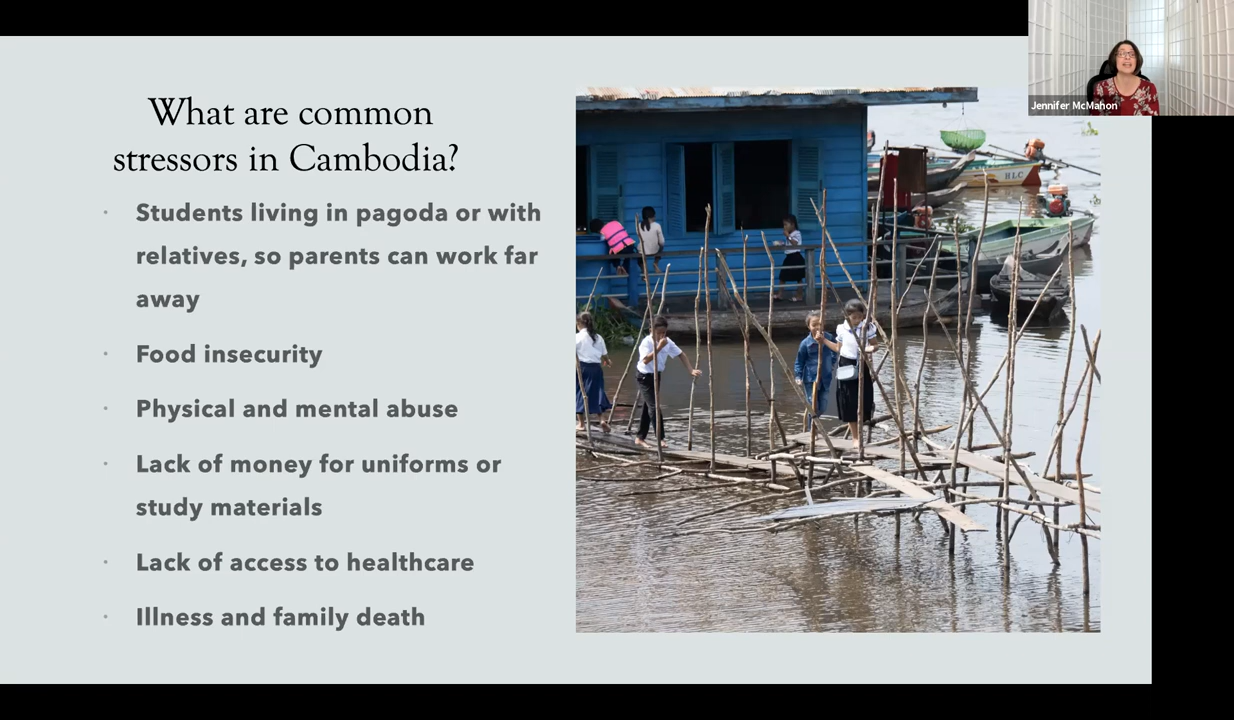 Jennifer McMahon
What are common
stressors in Cambodia?
· Students living in pagoda or with
relatives, so parents can work far
away
· Food insecurity
· Physical and mental abuse
· Lack of money for uniforms or
study materials
· Lack of access to healthcare
· Illness and family death
HLC